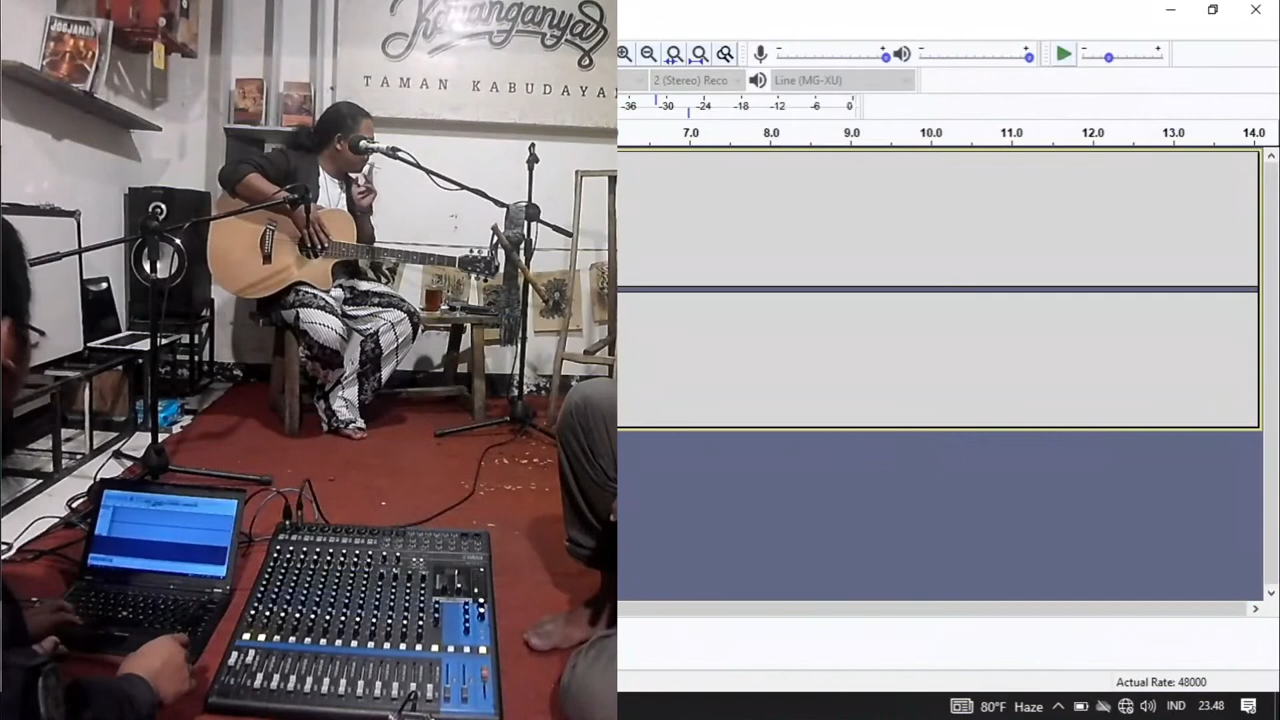 JOGJAMAS
Karanganyar
TAMAN KABUDAYA
2 (Stereo) Reco
Line (MG-XU)
-36 -30 -24 -18 -12 -6 0
7.0 8.0 9.0 10.0 11.0 12.0 13.0 14.0
Actual Rate: 48000
80°F Haze
IND
23.48